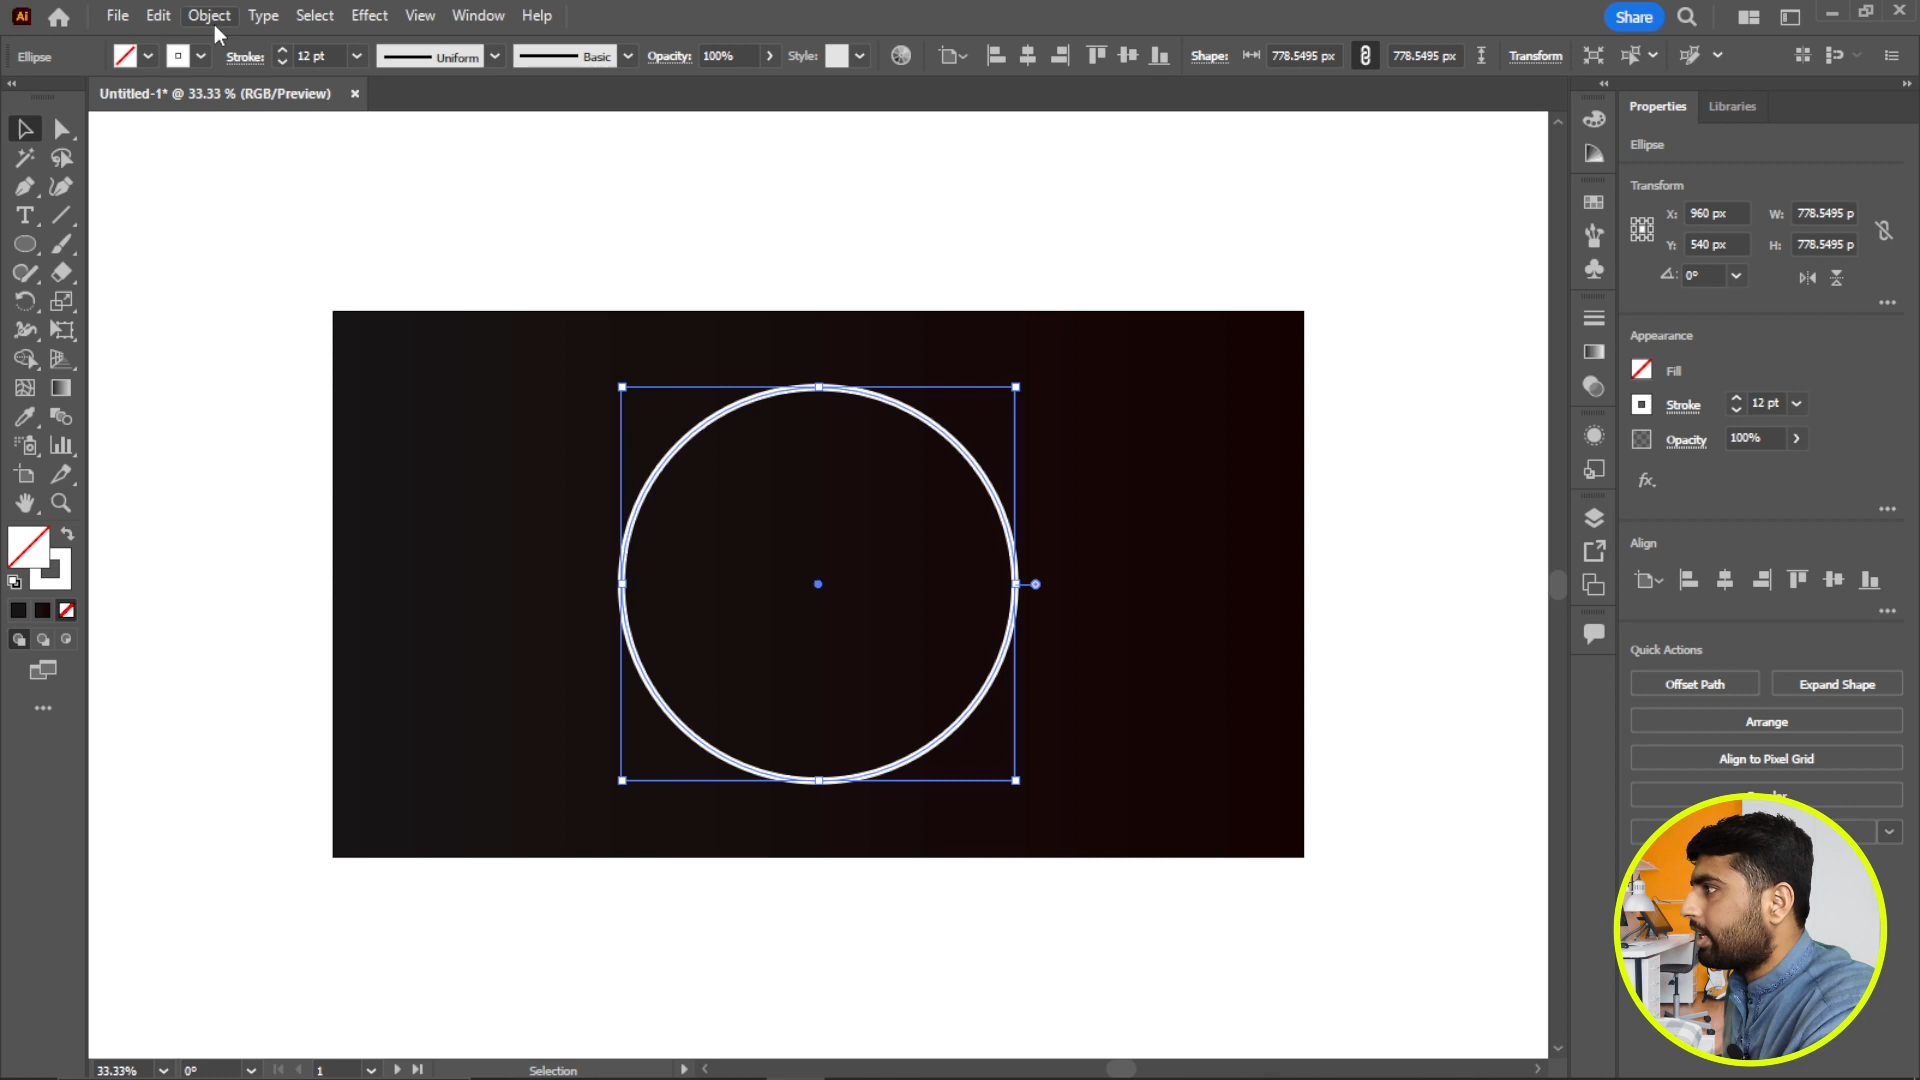 Ai File Edit Object Type Select Effect View Window Help Share
Ellipse Stroke: 12 pt Uniform Basic Opacity: 100% Style: Shape: 778.5495 px 778.5495 px Transform
Untitled-1* @ 33.33 % (RGB/Preview) ×
Properties Libraries
Ellipse
Transform
X: 960 px W: 778.5495 p
Y: 540 px H: 778.5495 p
0°
Appearance
Fill
Stroke 12 pt
Opacity 100%
fx.
Align
Quick Actions
Offset Path Expand Shape
Arrange
Align to Pixel Grid
33.33% 0° 1 Selection